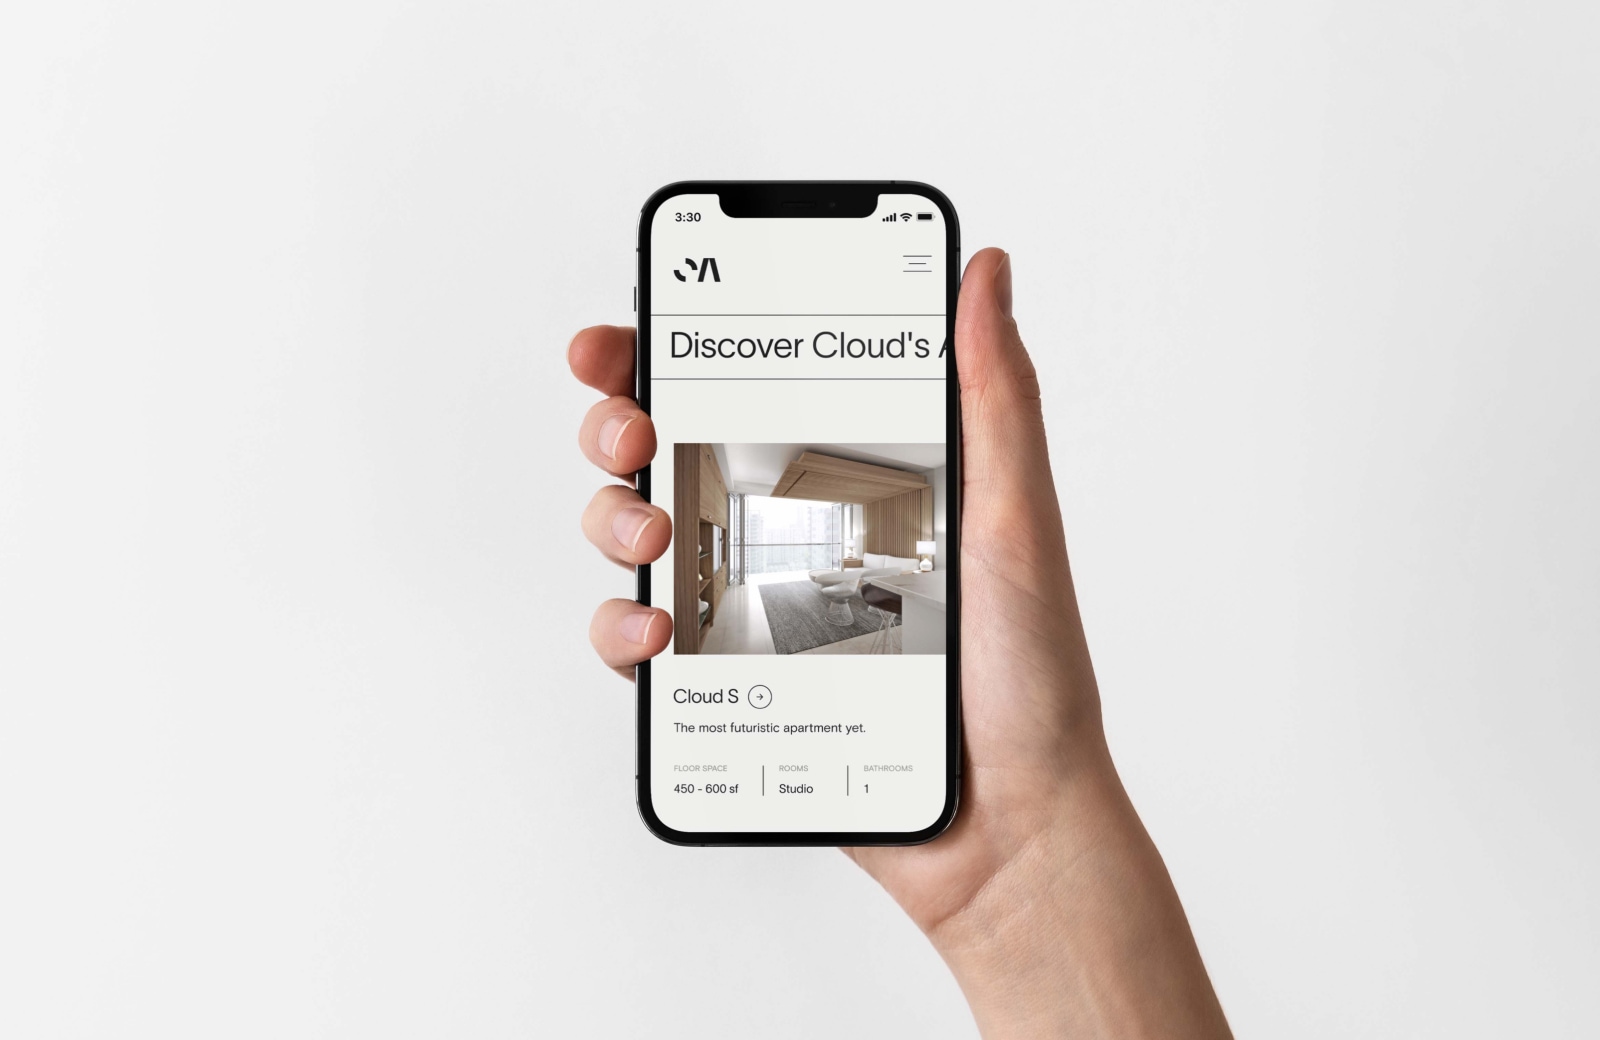 3:30
Discover Cloud's
Cloud S
The most futuristic apartment yet.
FLOOR SPACE
ROOMS
BATHROOMS
450 - 600 sf
Studio
1